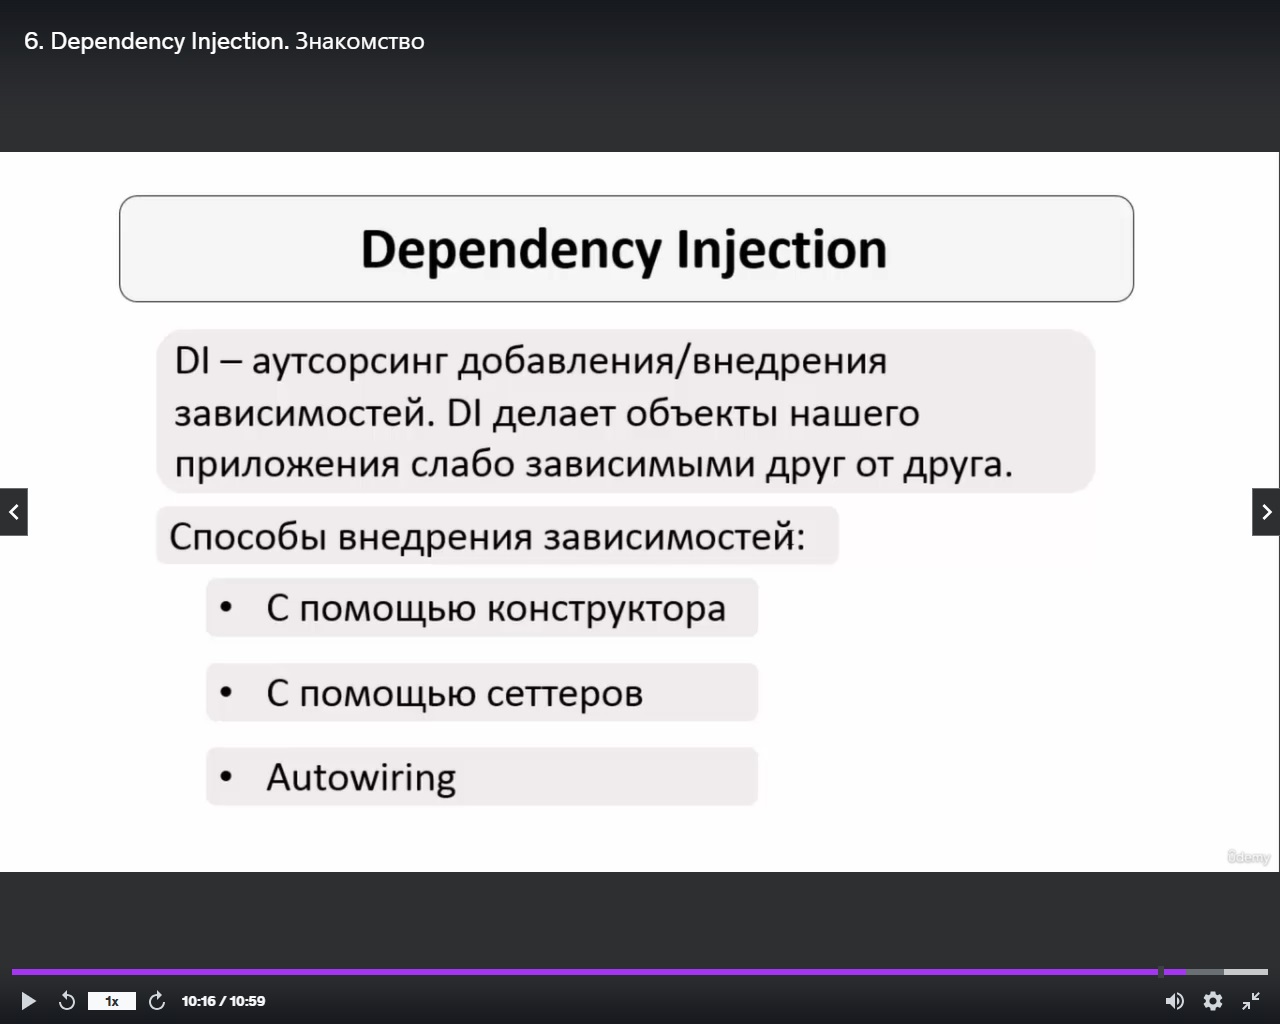 6. Dependency Injection. Знакомство
Dependency Injection
DI – аутсорсинг добавления/внедрения
зависимостей. DI делает объекты нашего
приложения слабо зависимыми друг от друга.
Способы внедрения зависимостей:
• С помощью конструктора
• С помощью сеттеров
• Autowiring
Udemy
1x
10:16 / 10:59